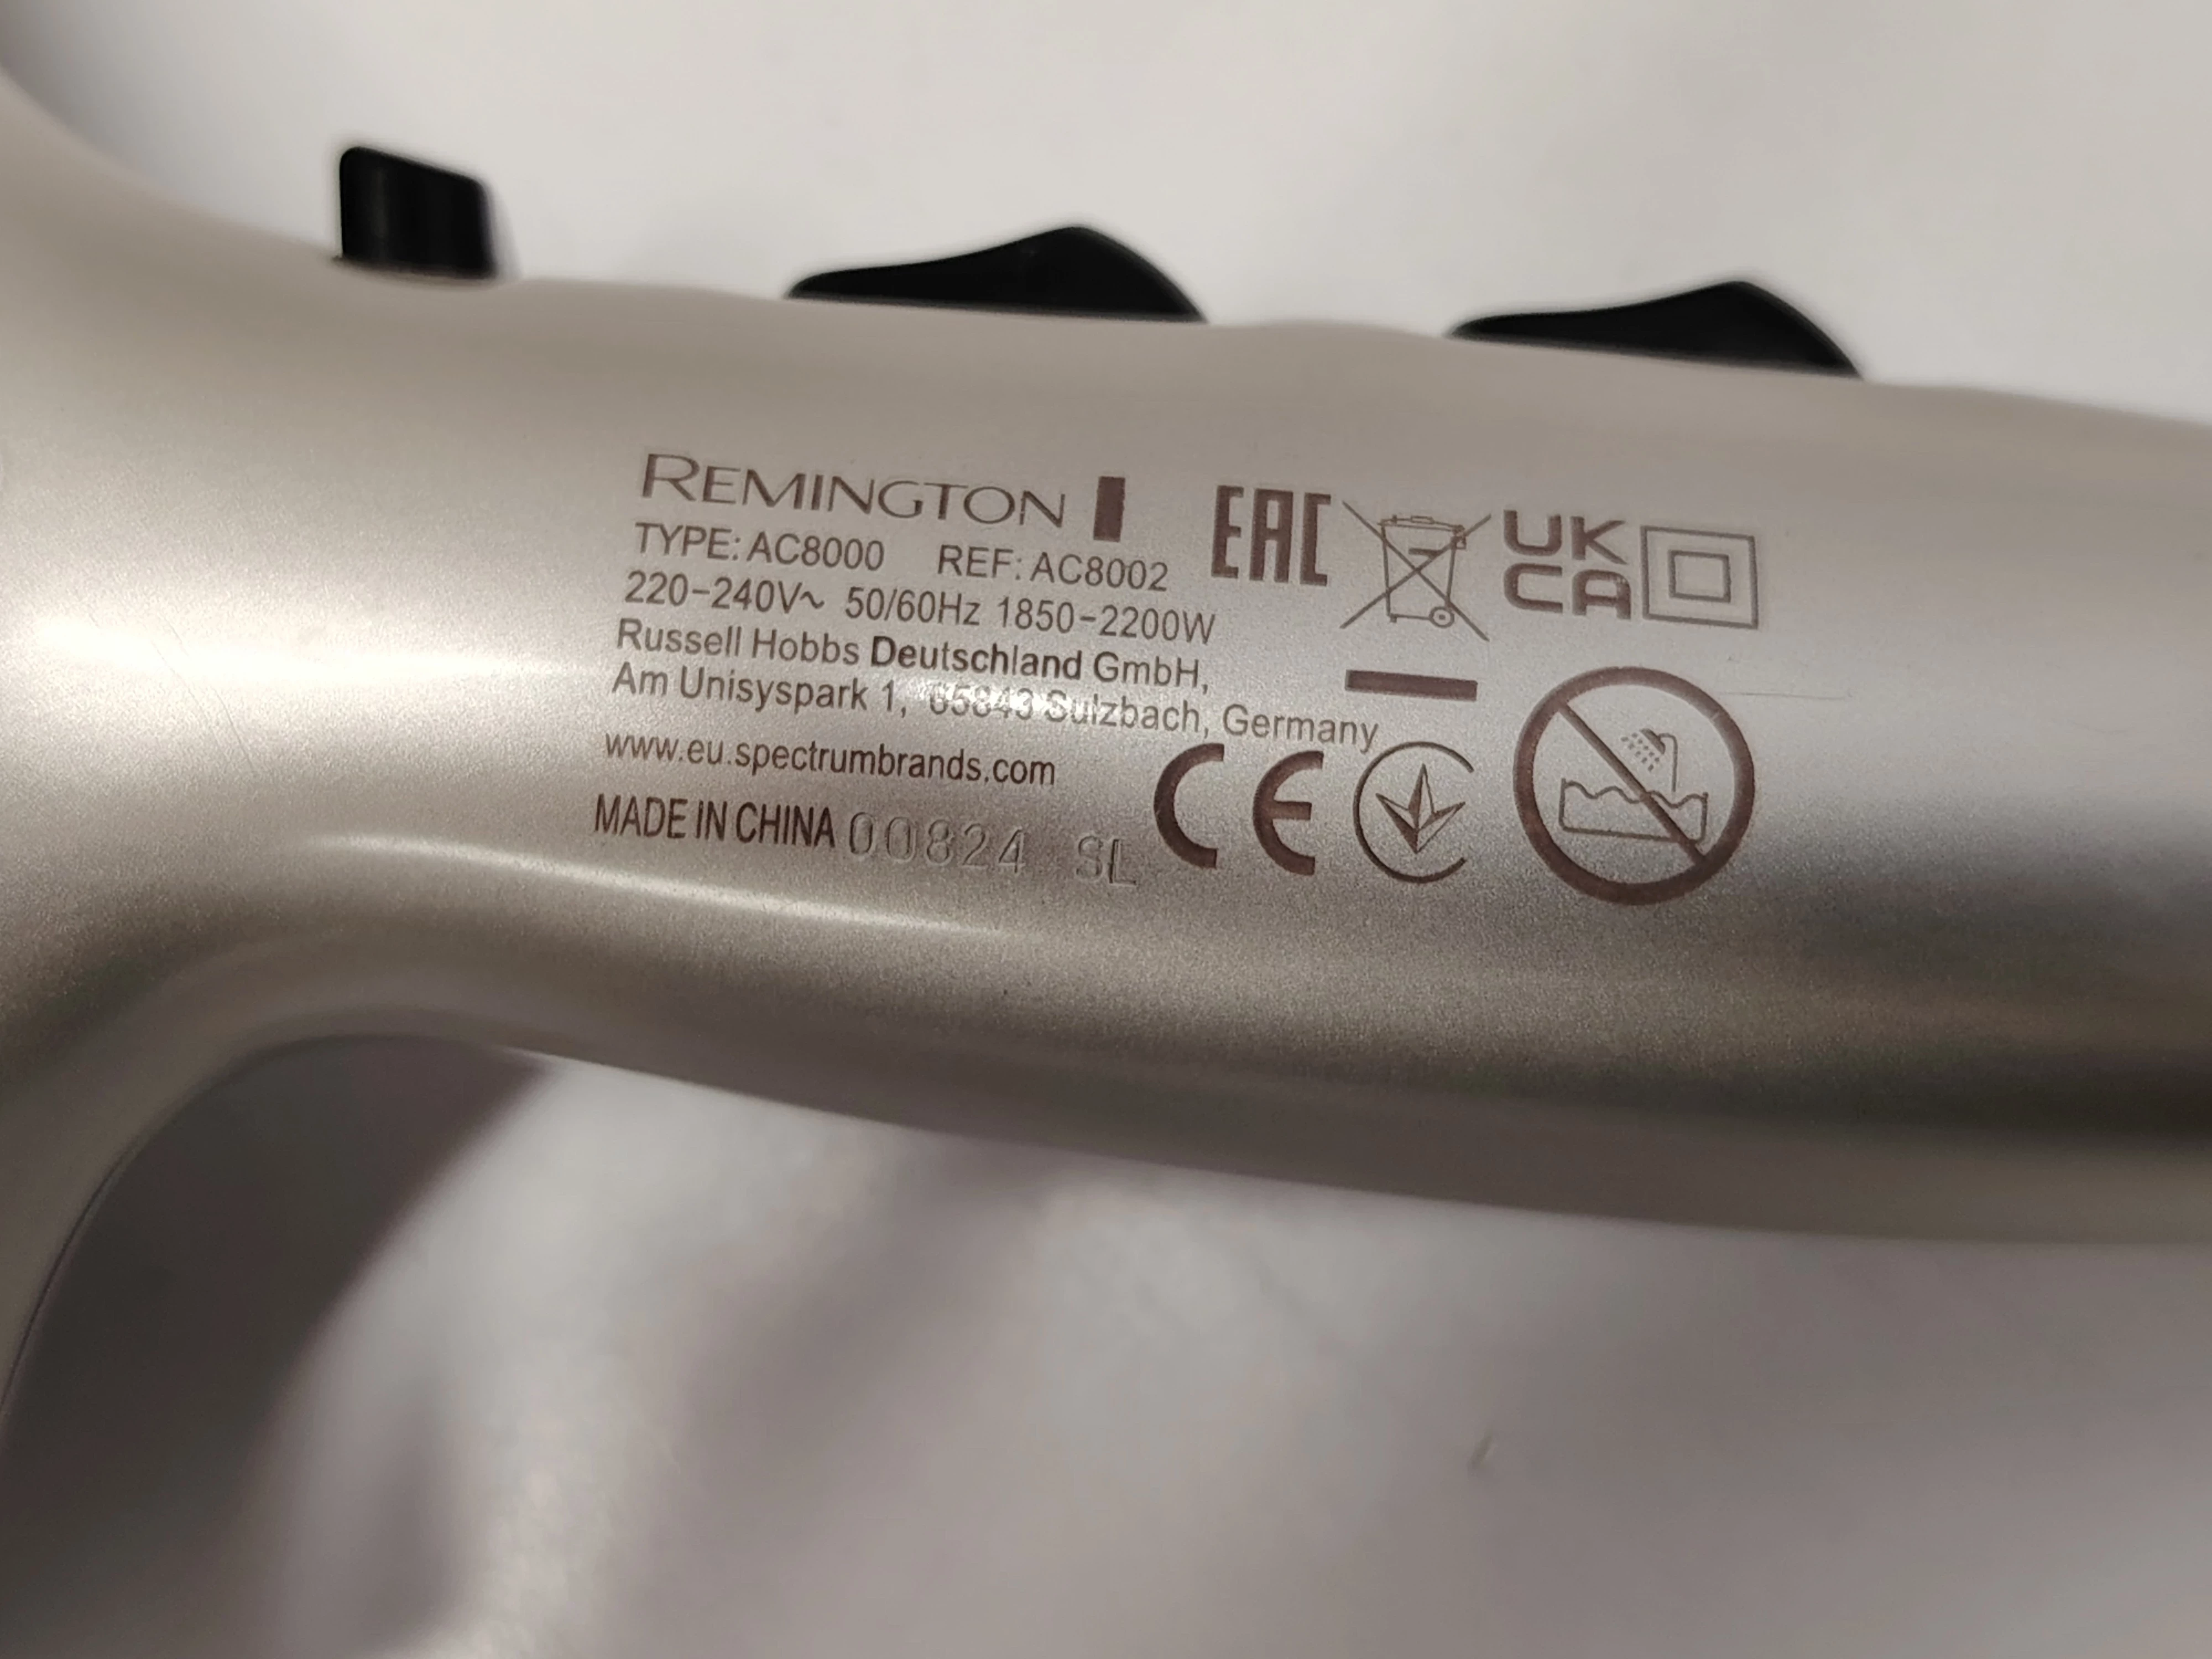 REMINGTON
TYPE: AC8000 REF: AC8002
220-240V~ 50/60Hz 1850-2200W
Russell Hobbs Deutschland GmbH,
Am Unisyspark 1, 65843 Sulzbach, Germany
www.eu.spectrumbrands.com
MADE IN CHINA 00824 SL
EAC
UK
CA
CE